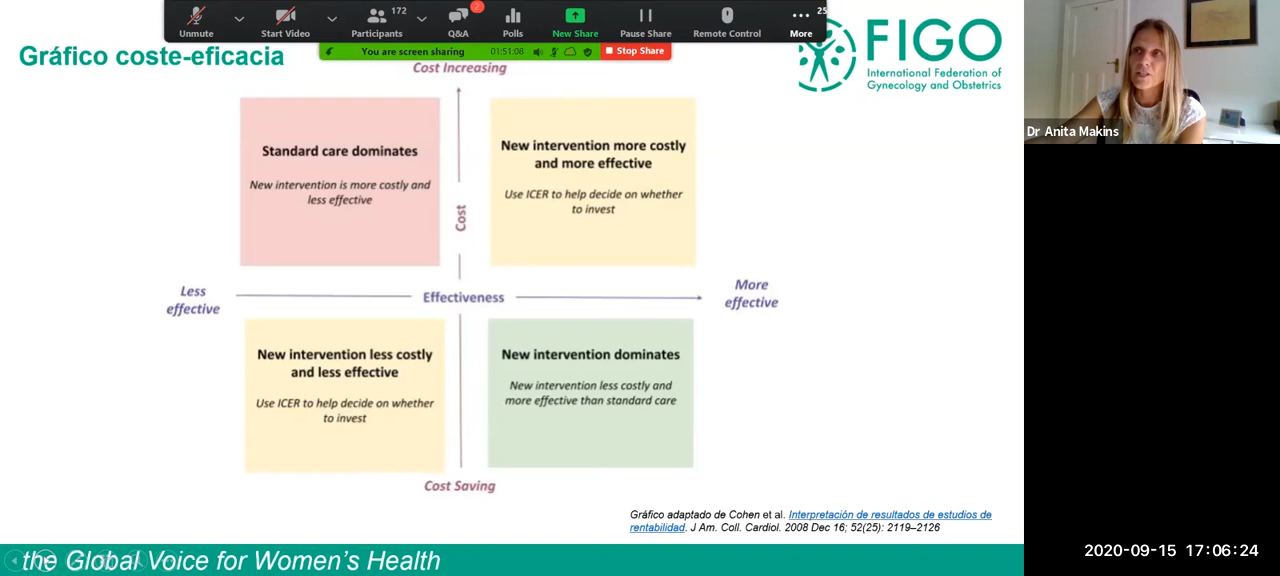 Unmute
Start Video
172
Participants
2
Q&A
Polls
New Share
Pause Share
Remote Control
25
More
You are screen sharing
01:51:08
Stop Share
Gráfico coste-eficacia
FIGO
International Federation of
Gynecology and Obstetrics
Dr Anita Makins
Cost Increasing
Standard care dominates
New intervention is more costly and
less effective
New intervention more costly
and more effective
Use ICER to help decide on whether
to invest
Cost
Less
effective
Effectiveness
More
effective
New intervention less costly
and less effective
Use ICER to help decide on whether
to invest
New intervention dominates
New intervention less costly and
more effective than standard care
Cost Saving
Gráfico adaptado de Cohen et al. Interpretación de resultados de estudios de
rentabilidad. J Am. Coll. Cardiol. 2008 Dec 16; 52(25): 2119–2126
the Global Voice for Women's Health
2020-09-15 17:06:24